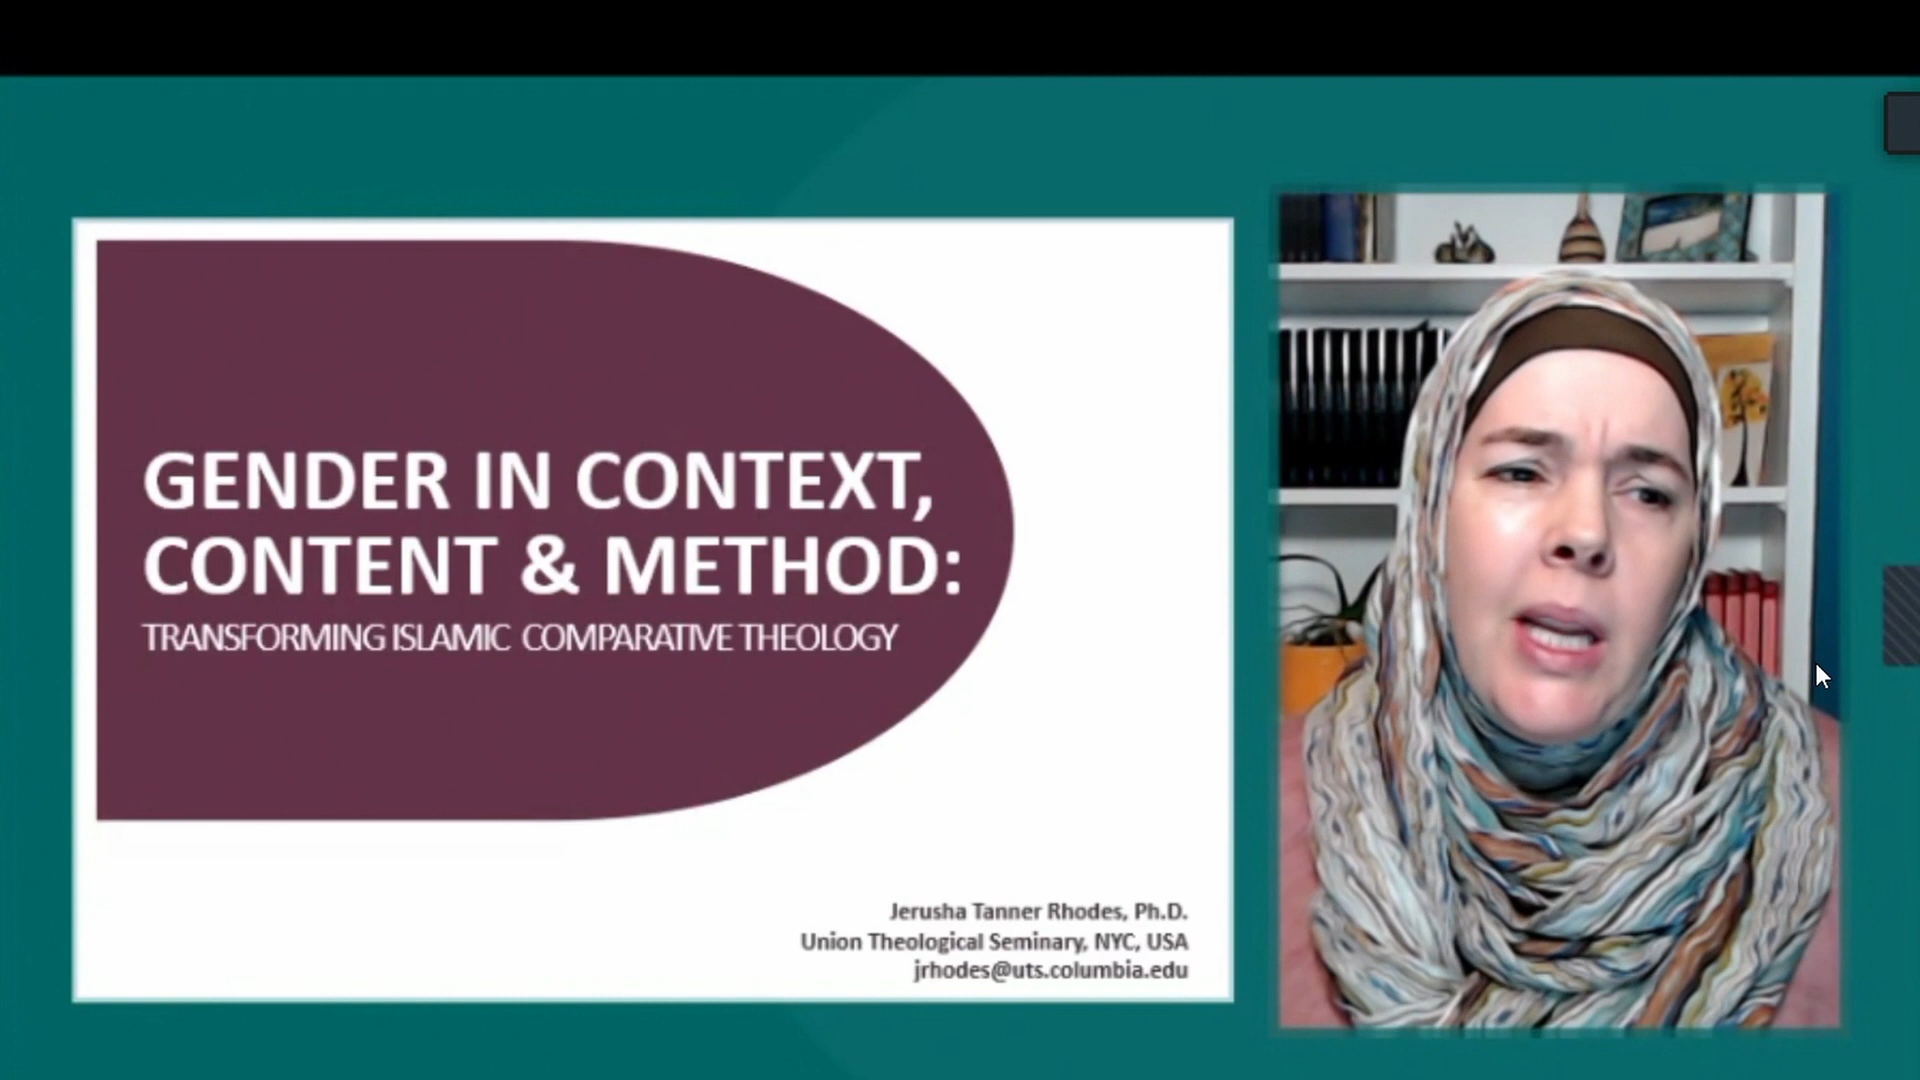 GENDER IN CONTEXT,
CONTENT & METHOD:
TRANSFORMING ISLAMIC COMPARATIVE THEOLOGY
Jerusha Tanner Rhodes, Ph.D.
Union Theological Seminary, NYC, USA
jrhodes@uts.columbia.edu